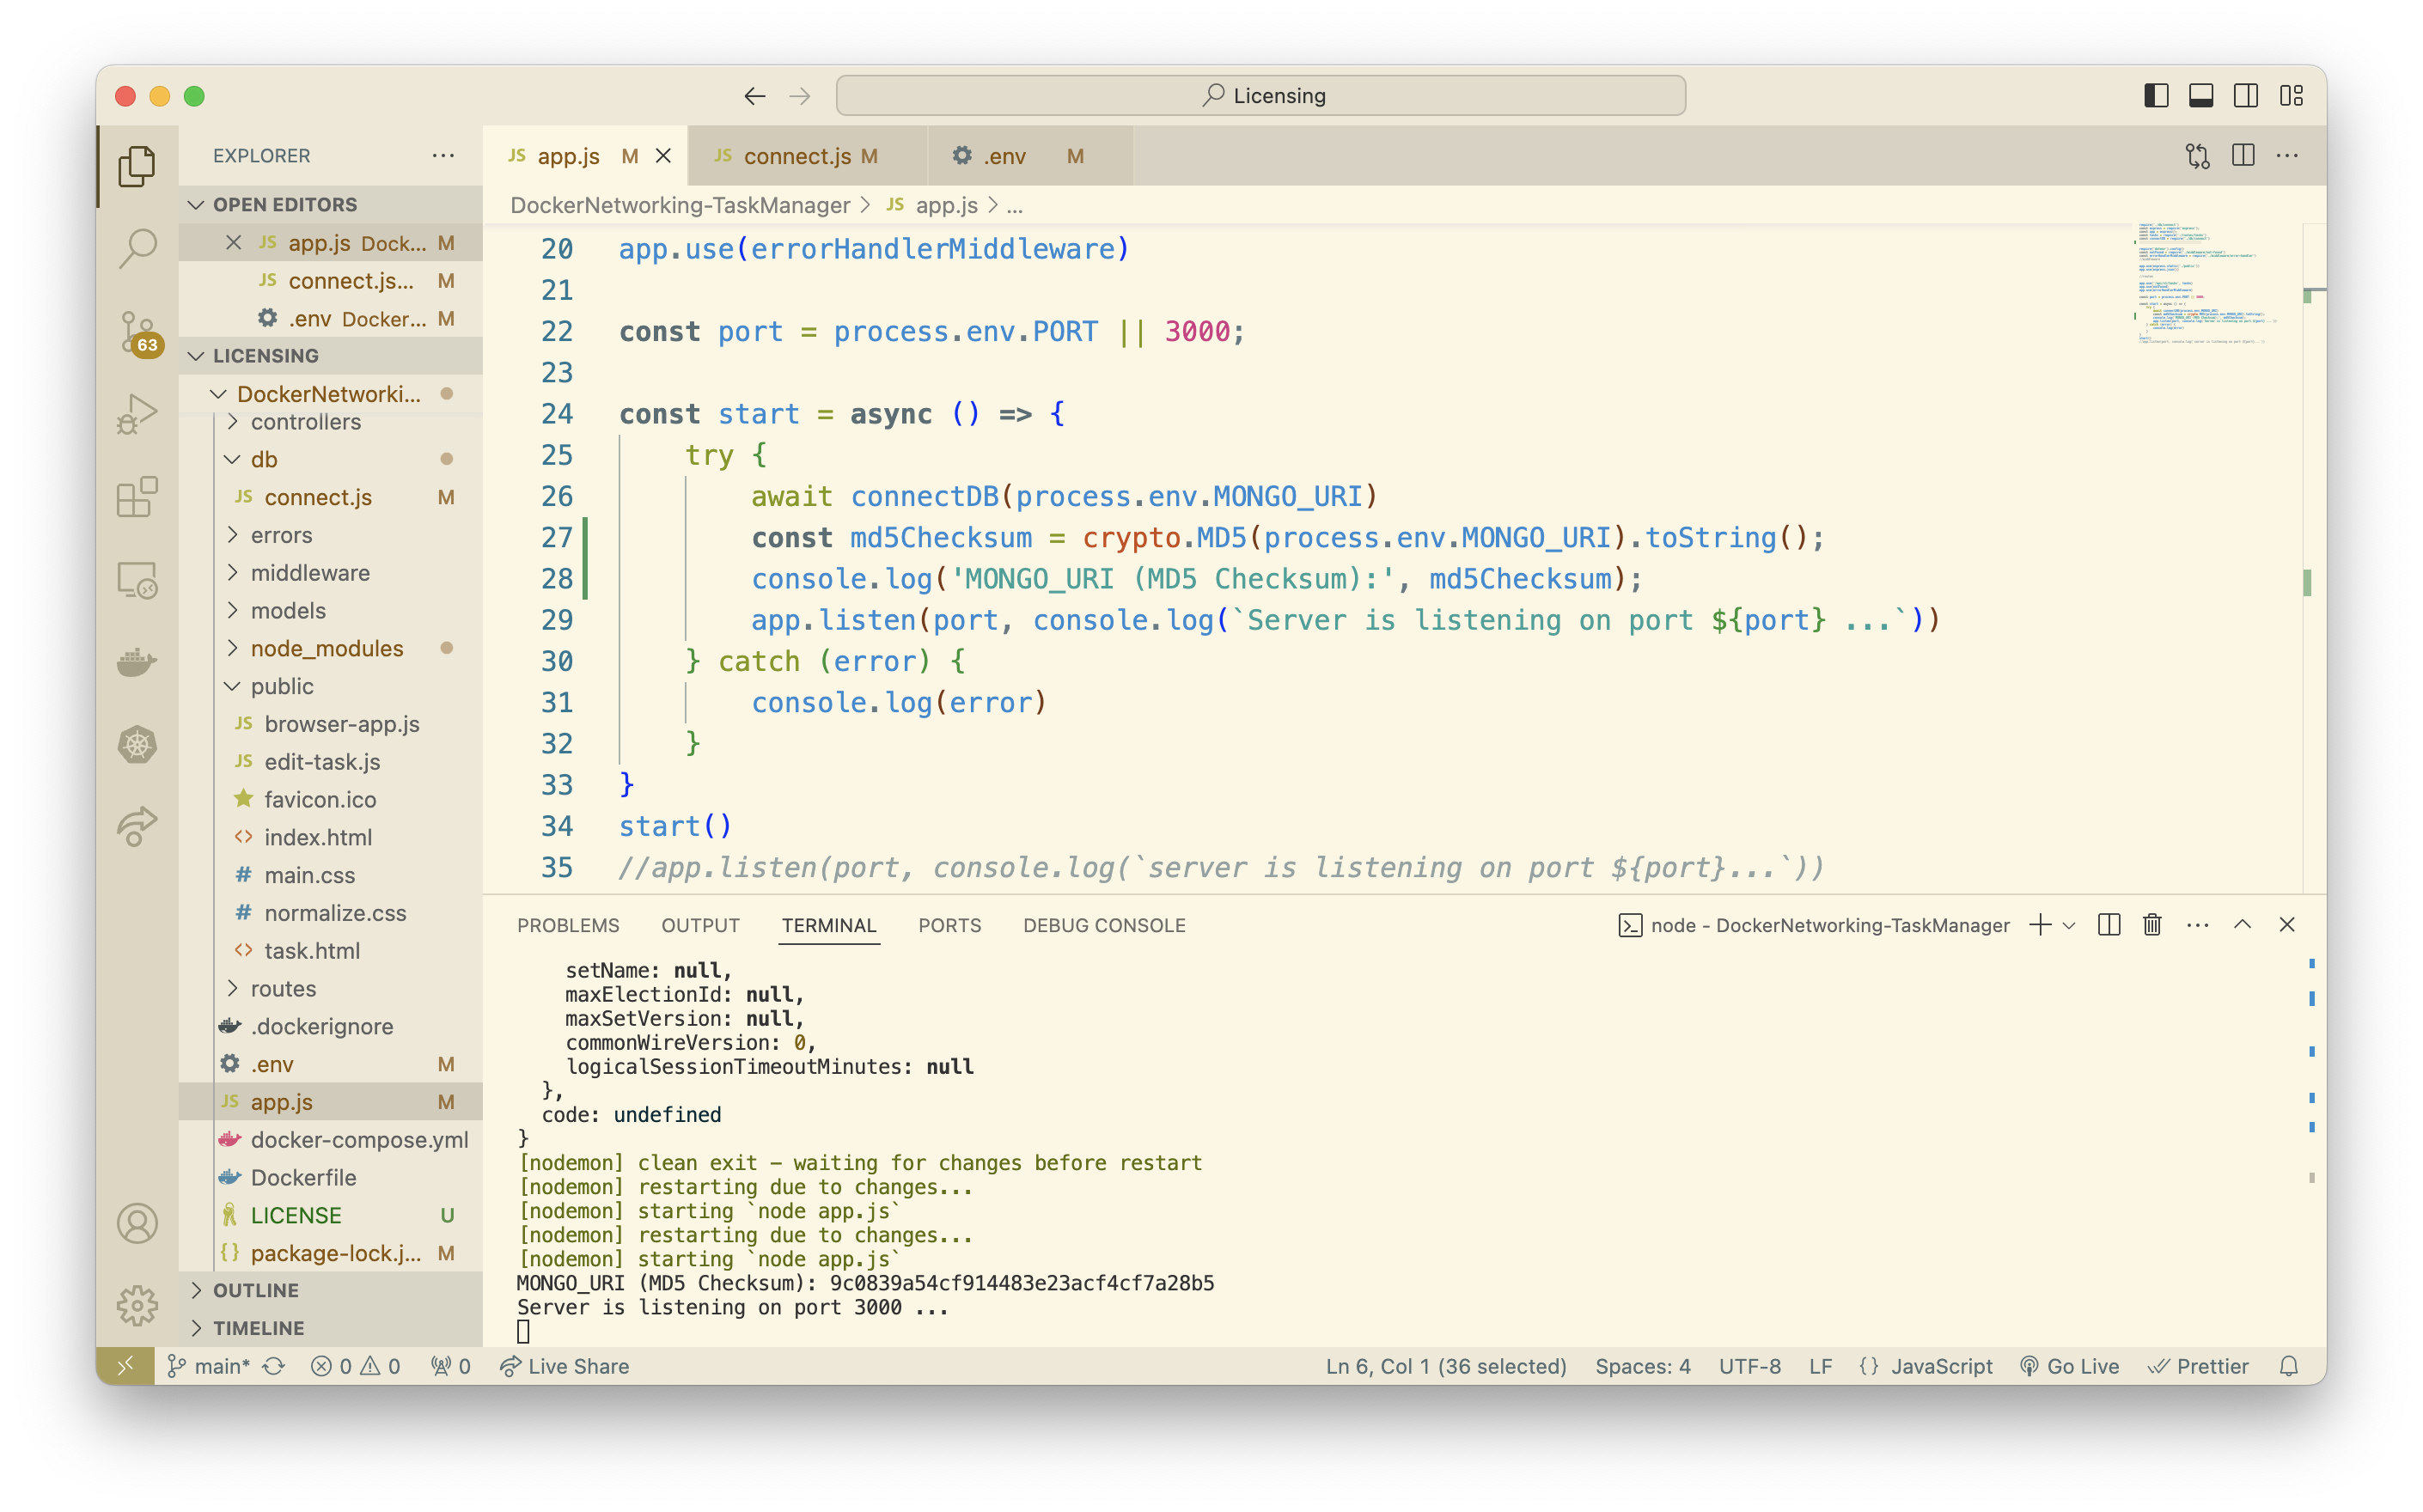 Licensing
EXPLORER
OPEN EDITORS
JS app.js Dock... M
JS connect.js... M
.env Docker... M
LICENSING
DockerNetworki...
controllers
db
JS connect.js M
errors
middleware
models
node_modules
public
JS browser-app.js
JS edit-task.js
favicon.ico
<> index.html
# main.css
# normalize.css
<> task.html
routes
.dockerignore
.env M
JS app.js M
docker-compose.yml
Dockerfile
LICENSE U
{} package-lock.j... M
OUTLINE
TIMELINE
63
JS app.js M
JS connect.js M
.env M
DockerNetworking-TaskManager > JS app.js > ...
20 app.use(errorHandlerMiddleware)
21
22 const port = process.env.PORT || 3000;
23
24 const start = async () => {
25 try {
26 await connectDB(process.env.MONGO_URI)
27 const md5Checksum = crypto.MD5(process.env.MONGO_URI).toString();
28 console.log('MONGO_URI (MD5 Checksum):', md5Checksum);
29 app.listen(port, console.log(`Server is listening on port ${port} ...`))
30 } catch (error) {
31 console.log(error)
32 }
33 }
34 start()
35 //app.listen(port, console.log(`server is listening on port ${port}...`))
PROBLEMS OUTPUT TERMINAL PORTS DEBUG CONSOLE
node - DockerNetworking-TaskManager
setName: null,
maxElectionId: null,
maxSetVersion: null,
commonWireVersion: 0,
logicalSessionTimeoutMinutes: null
},
code: undefined
}
[nodemon] clean exit - waiting for changes before restart
[nodemon] restarting due to changes...
[nodemon] starting `node app.js`
[nodemon] restarting due to changes...
[nodemon] starting `node app.js`
MONGO_URI (MD5 Checksum): 9c0839a54cf914483e23acf4cf7a28b5
Server is listening on port 3000 ...
main* 0 0 0 Live Share
Ln 6, Col 1 (36 selected) Spaces: 4 UTF-8 LF {} JavaScript Go Live Prettier